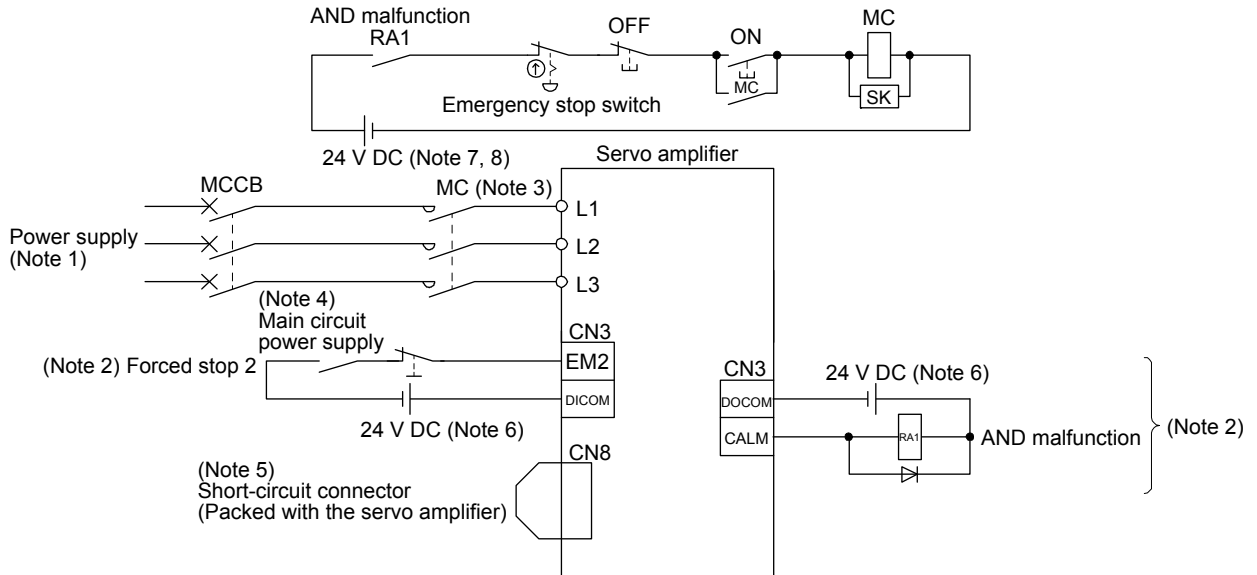 AND malfunction
RA1
OFF
ON
MC
MC
SK
Emergency stop switch
24 V DC (Note 7, 8)
Servo amplifier
MCCB
MC (Note 3)
L1
Power supply
(Note 1)
L2
L3
(Note 4)
Main circuit
power supply
CN3
(Note 2) Forced stop 2
EM2
DICOM
24 V DC (Note 6)
CN3
24 V DC (Note 6)
DOCOM
CALM
RA1
AND malfunction
(Note 2)
CN8
(Note 5)
Short-circuit connector
(Packed with the servo amplifier)